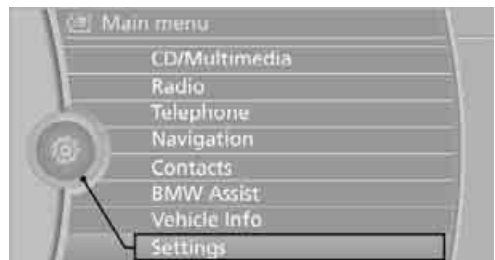 Main menu
CD/Multimedia
Radio
Telephone
Navigation
Contacts
BMW Assist
Vehicle Info
Settings